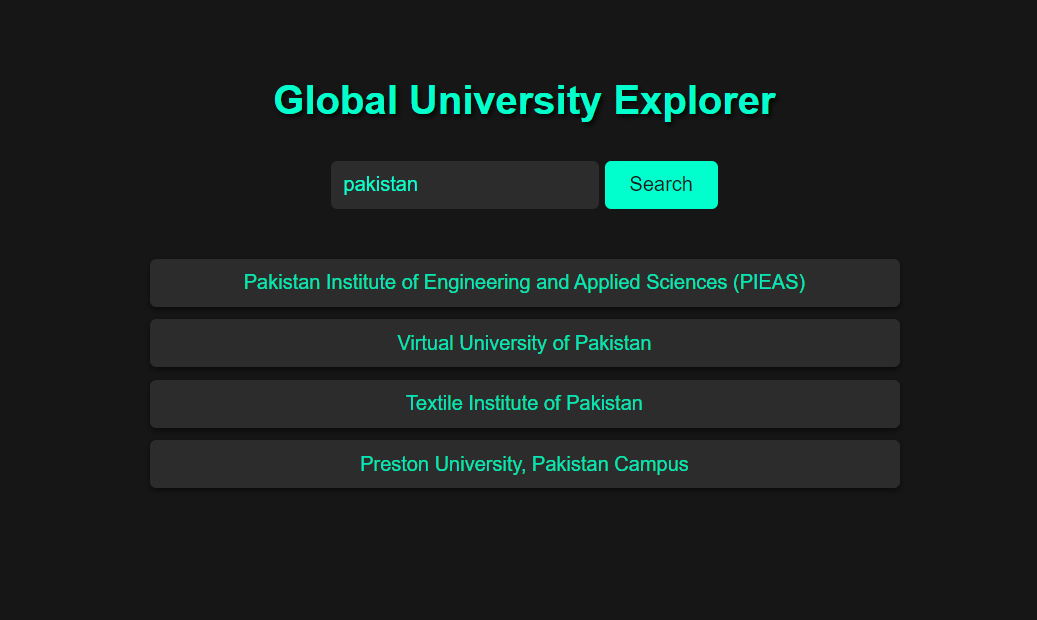 Global University Explorer
pakistan
Search
Pakistan Institute of Engineering and Applied Sciences (PIEAS)
Virtual University of Pakistan
Textile Institute of Pakistan
Preston University, Pakistan Campus